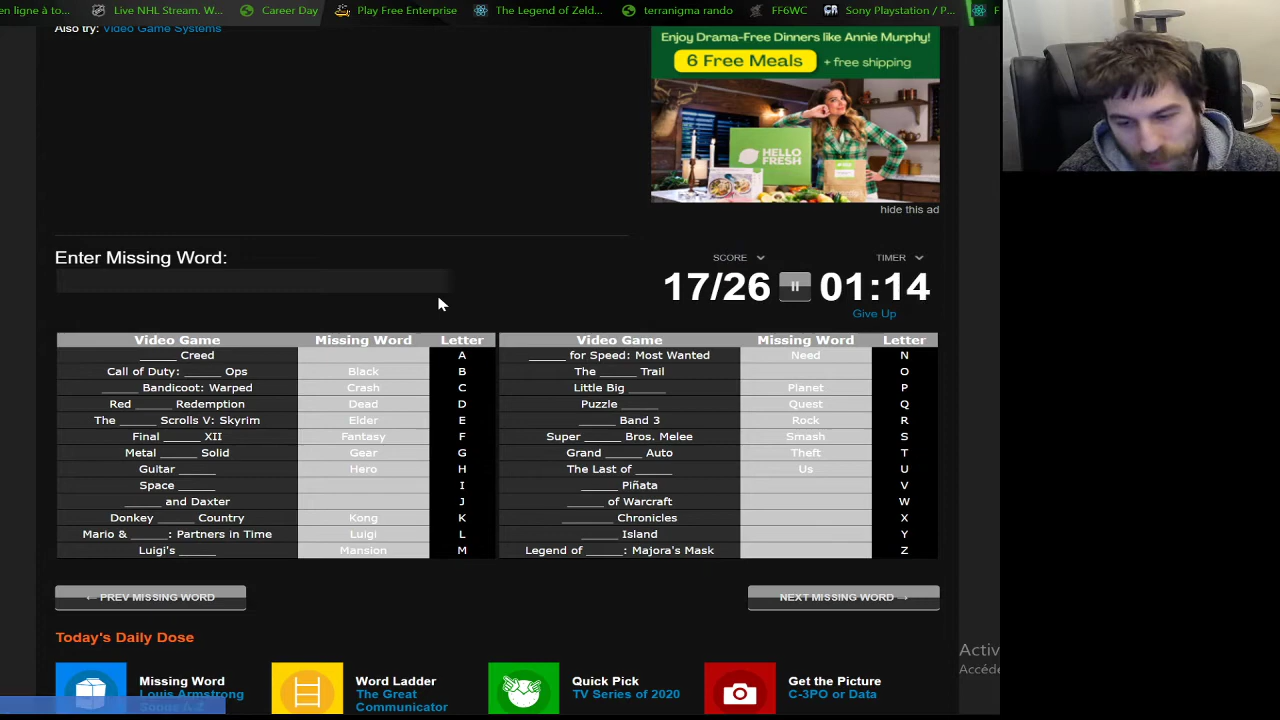 en ligne à to...
Live NHL Stream. W...
Career Day
Play Free Enterprise
The Legend of Zeld...
terranigma rando
FF6WC
Sony Playstation / P...
F
Also try: Video Game Systems
Enjoy Drama-Free Dinners like Annie Murphy!
6 Free Meals + free shipping
HELLO
FRESH
hide this ad
Enter Missing Word:
SCORE
TIMER
17/26
01:14
Give Up
Video Game Missing Word Letter
_____ Creed A
Call of Duty: _____ Ops Black B
_____ Bandicoot: Warped Crash C
Red _____ Redemption Dead D
The _____ Scrolls V: Skyrim Elder E
Final _____ XII Fantasy F
Metal _____ Solid Gear G
Guitar _____ Hero H
Space _____ I
_____ and Daxter J
Donkey _____ Country Kong K
Mario & _____: Partners in Time Luigi L
Luigi's _____ Mansion M
Video Game Missing Word Letter
_____ for Speed: Most Wanted Need N
The _____ Trail O
Little Big _____ Planet P
Puzzle _____ Quest Q
_____ Band 3 Rock R
Super _____ Bros. Melee Smash S
Grand _____ Auto Theft T
The Last of _____ Us U
_____ Piñata V
_____ of Warcraft W
_____ Chronicles X
_____ Island Y
Legend of _____: Majora's Mask Z
← PREV MISSING WORD
NEXT MISSING WORD →
Today's Daily Dose
Missing Word
Louis Armstrong
Songs A-Z
Word Ladder
The Great
Communicator
Quick Pick
TV Series of 2020
Get the Picture
C-3PO or Data
Activ
Accéde